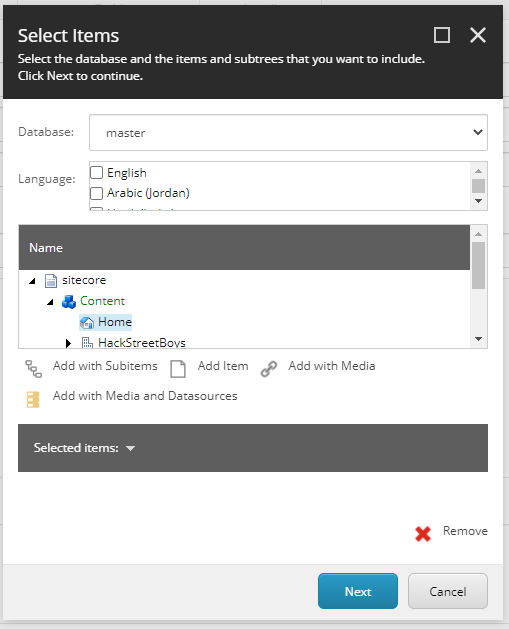 Select Items
Select the database and the items and subtrees that you want to include.
Click Next to continue.
Database:
master
Language:
English
Arabic (Jordan)
Name
sitecore
Content
Home
HackStreetBoys
Add with Subitems
Add Item
Add with Media
Add with Media and Datasources
Selected items:
Remove
Next
Cancel